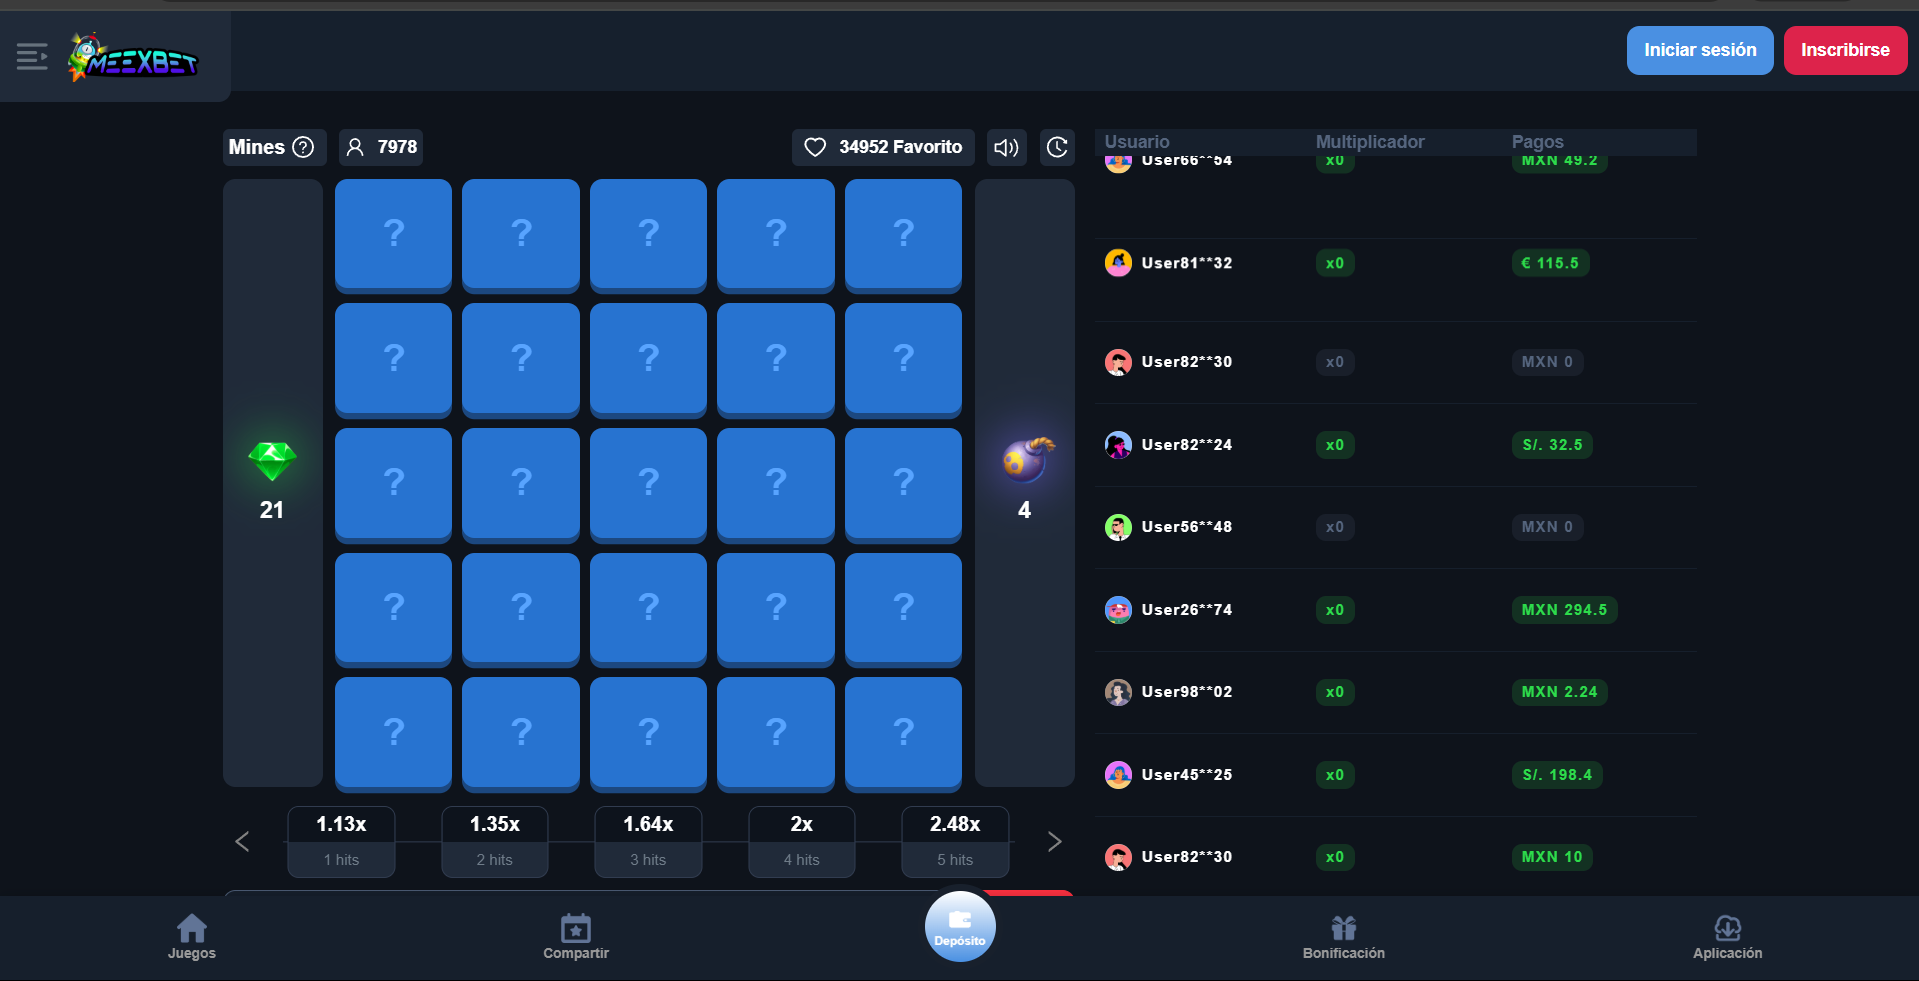 MEEXBET
Iniciar sesión
Inscribirse
Mines ?
7978
34952 Favorito
Usuario Multiplicador Pagos
User66**54 x0 MXN 49.2
User81**32 x0 € 115.5
User82**30 x0 MXN 0
User82**24 x0 S/. 32.5
User56**48 x0 MXN 0
User26**74 x0 MXN 294.5
User98**02 x0 MXN 2.24
User45**25 x0 S/. 198.4
User82**30 x0 MXN 10
? ? ? ? ?
? ? ? ? ?
? ? ? ? ?
? ? ? ? ?
? ? ? ? ?
21
4
1.13x 1.35x 1.64x 2x 2.48x
1 hits 2 hits 3 hits 4 hits 5 hits
Juegos
Compartir
Depósito
Bonificación
Aplicación